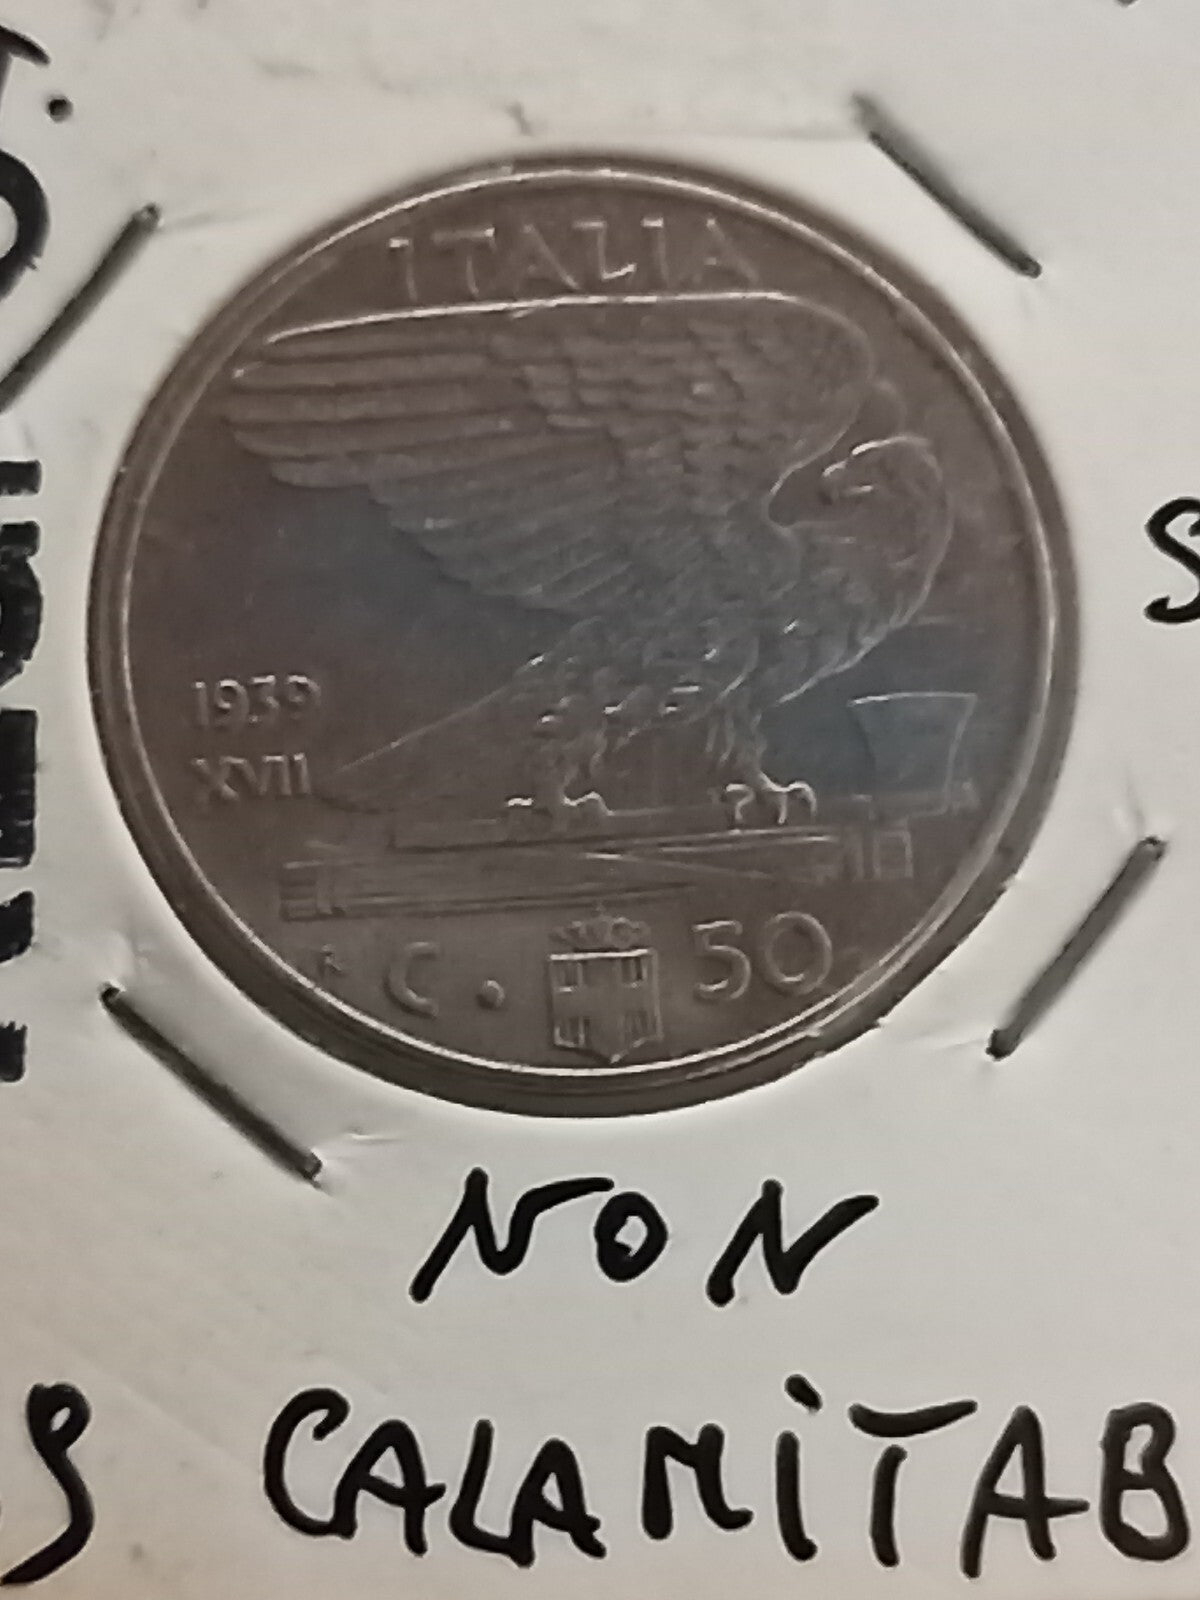 ITALIA
1939
XVII
R C. 50
NON
CALAMITAB